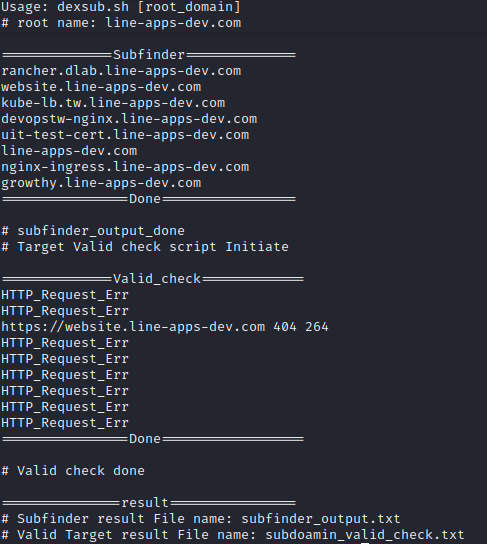 Usage: dexsub.sh [root_domain]
# root name: line-apps-dev.com
==============Subfinder==============
rancher.dlab.line-apps-dev.com
website.line-apps-dev.com
kube-lb.tw.line-apps-dev.com
devopstw-nginx.line-apps-dev.com
uit-test-cert.line-apps-dev.com
line-apps-dev.com
nginx-ingress.line-apps-dev.com
growthy.line-apps-dev.com
================Done=================
# subfinder_output_done
# Target Valid check script Initiate
==============Valid_check=============
HTTP_Request_Err
HTTP_Request_Err
https://website.line-apps-dev.com 404 264
HTTP_Request_Err
HTTP_Request_Err
HTTP_Request_Err
HTTP_Request_Err
HTTP_Request_Err
HTTP_Request_Err
================Done==================
# Valid check done
===============result================
# Subfinder result File name: subfinder_output.txt
# Valid Target result File name: subdoamin_valid_check.txt